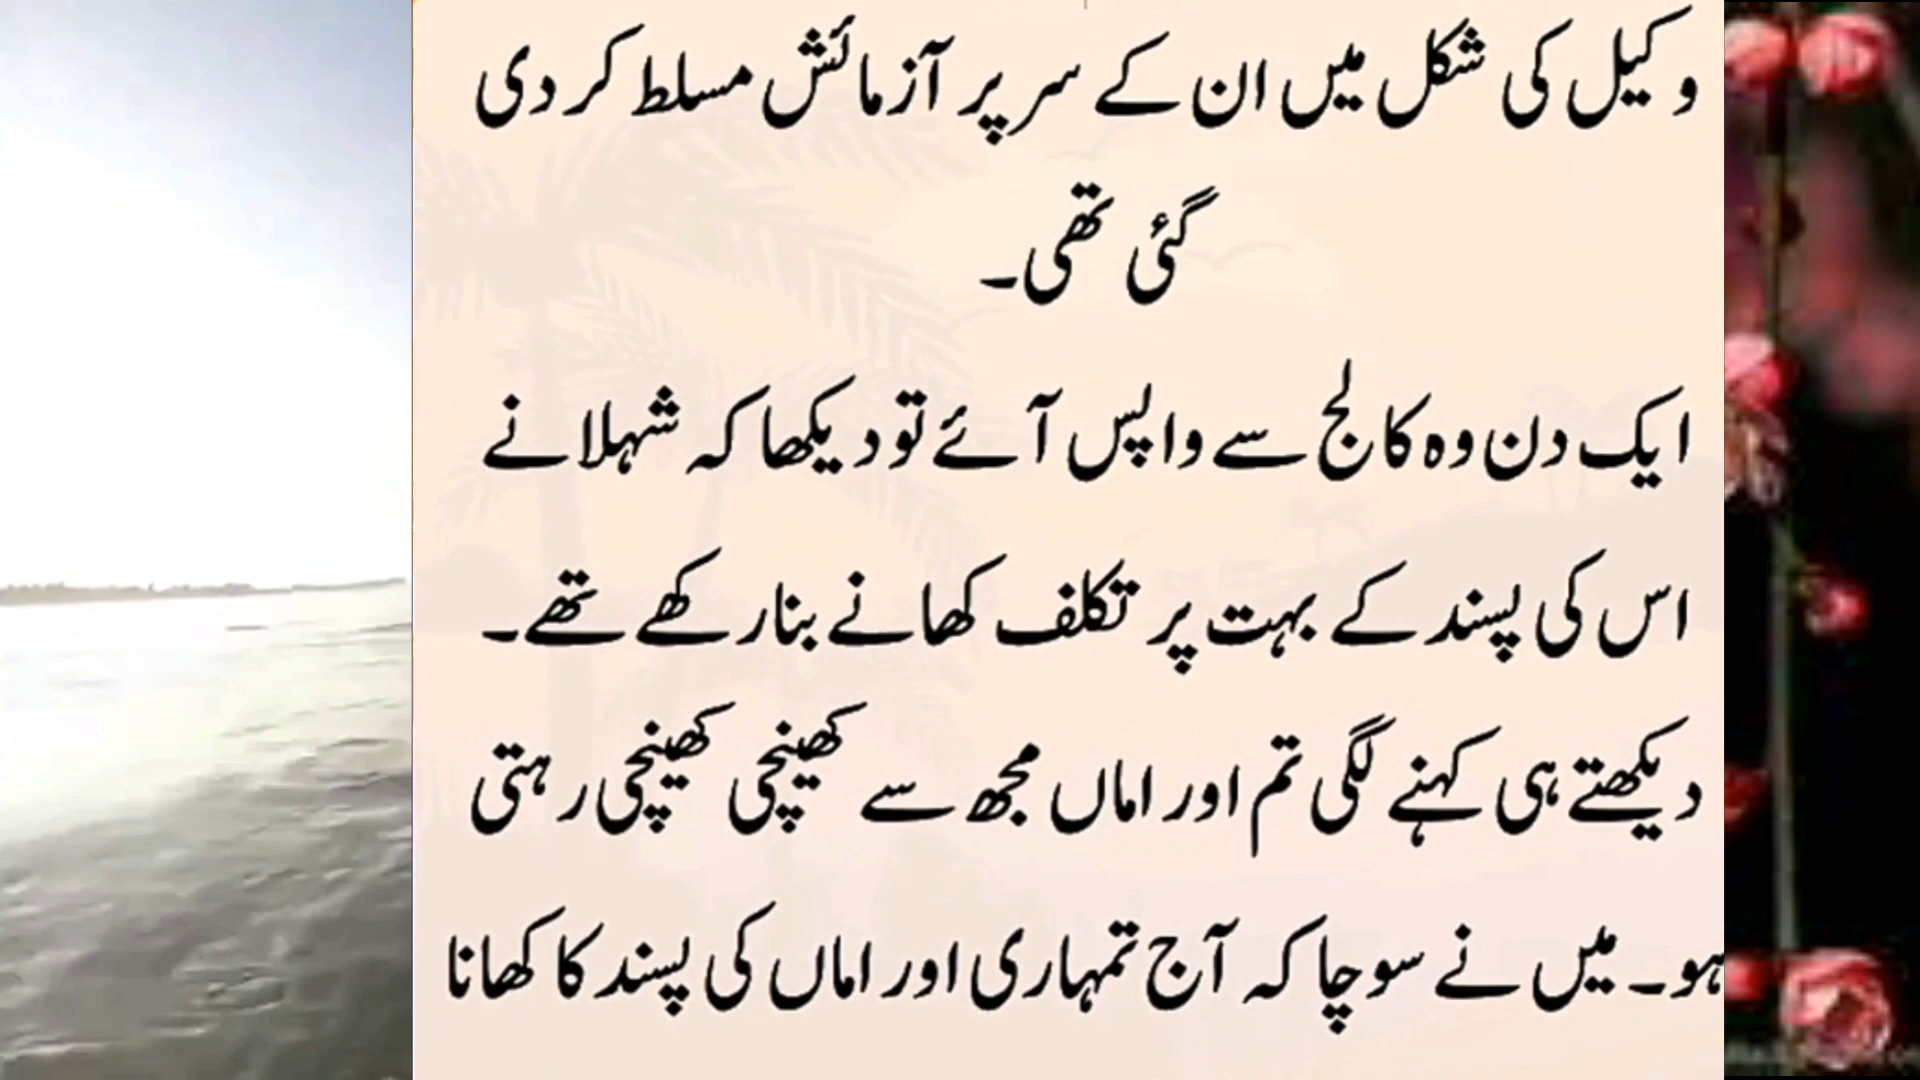 وکیل کی شکل میں ان کے سر پر آزمائش مسلط کر دی
گئی تھی۔
ایک دن وہ کالج سے واپس آئے تو دیکھا کہ شہلا نے
اس کی پسند کے بہت پر تکلف کھانے بنا رکھے تھے۔
دیکھتے ہی کہنے لگی تم اور اماں مجھ سے کھینچی کھینچی رہتی
ہو۔ میں نے سوچا کہ آج تمہاری اور اماں کی پسند کا کھانا